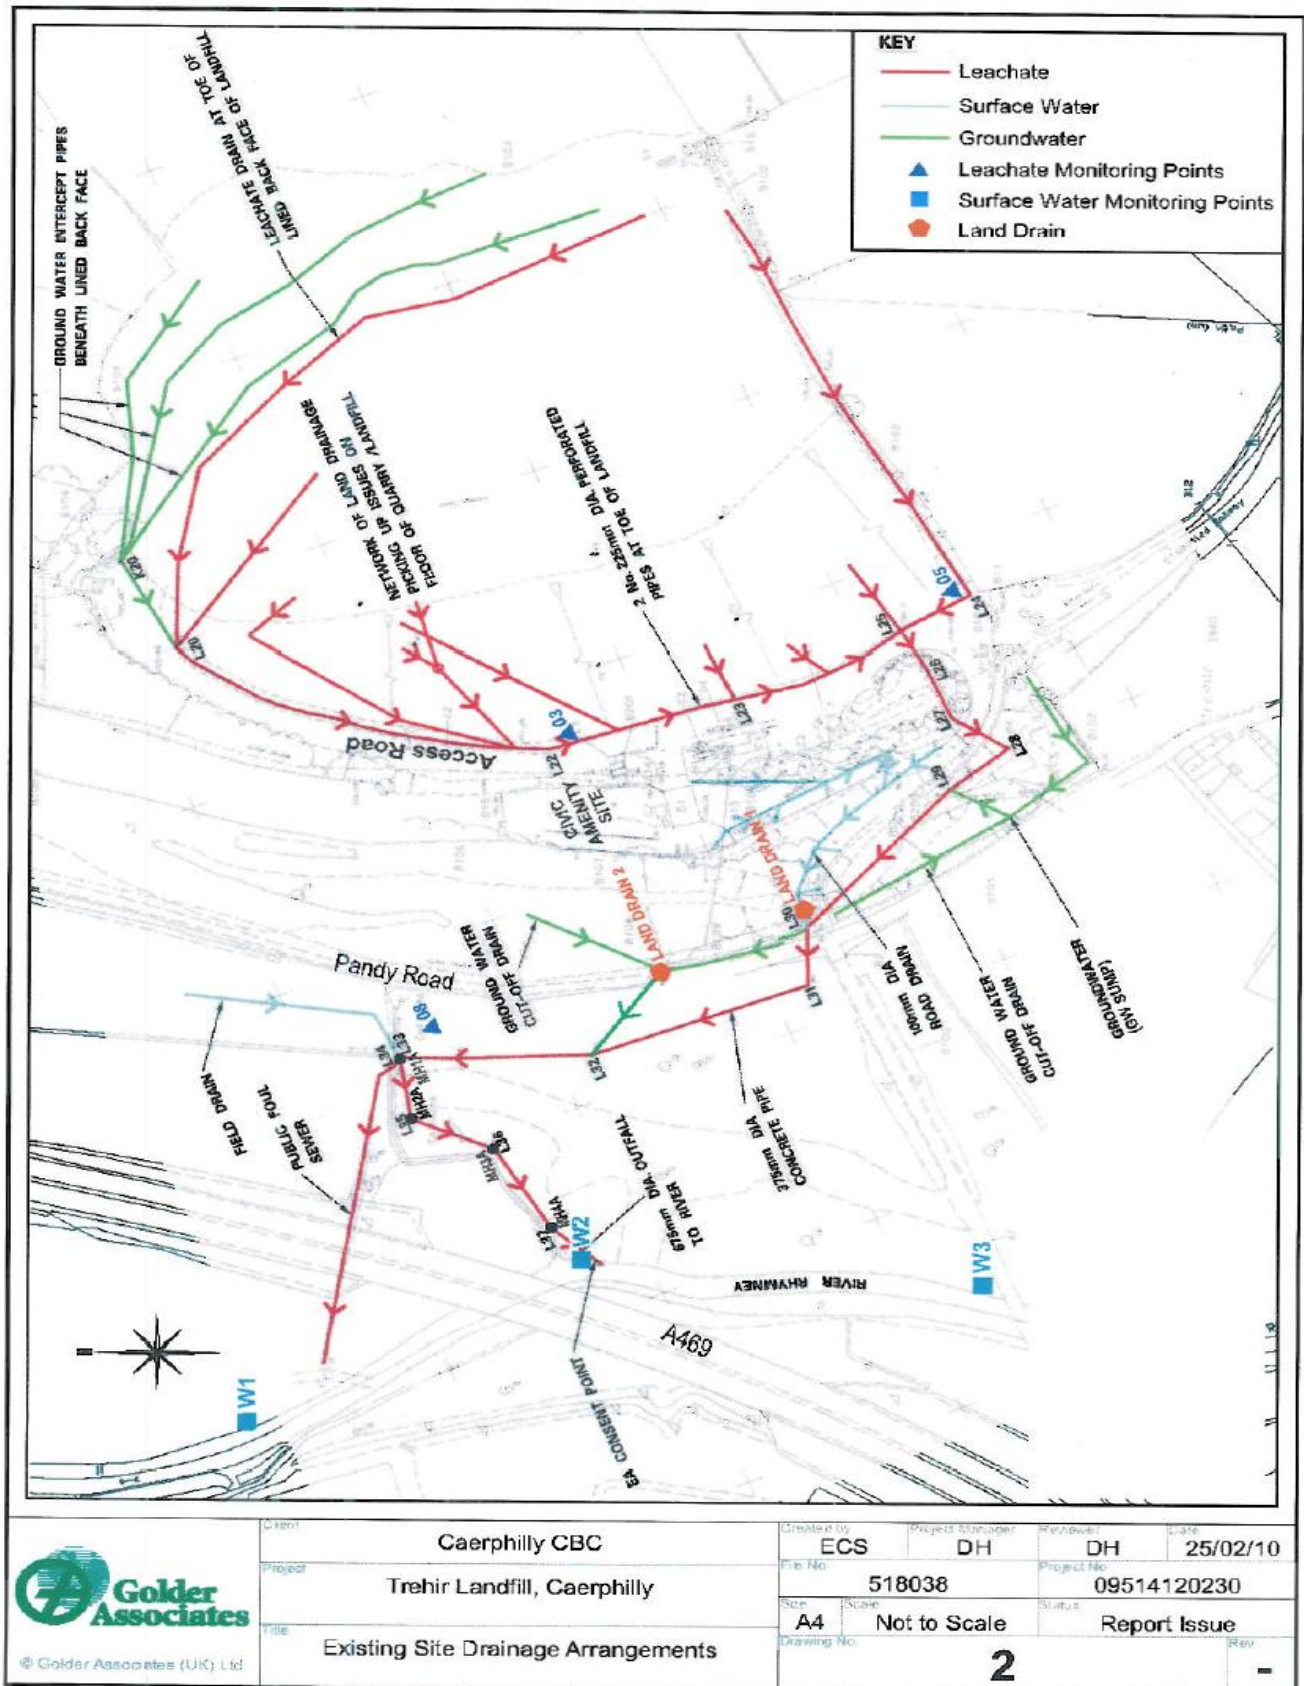 KEY
Leachate
Surface Water
Groundwater
Leachate Monitoring Points
Surface Water Monitoring Points
Land Drain
GROUND WATER INTERCEPT PIPES
BENEATH LINED BACK FACE
LEACHATE DRAIN AT TOE OF
LINED BACK FACE OF LANDFILL
NETWORK OF LAND DRAINAGE
PICKING UP ISSUES ON
FLOOR OF QUARRY/LANDFILL
2 No. 225mm DIA. PERFORATED
PIPES AT TOE OF LANDFILL
K20
L20
Access Road
L22
03
CIVIC
AMENITY
SITE
L23
L25
05
L24
L26
L27
L28
L29
LAND DRAIN 1
LAND DRAIN 2
L30
L31
L32
Pandy Road
GROUND WATER
CUT-OFF DRAIN
08
L33
MH1A
L34
MH2A
L35
L36
MH3A
MH4A
L37
FIELD DRAIN
PUBLIC FOUL
SEWER
100mm DIA
ROAD DRAIN
GROUND WATER
CUT-OFF DRAIN
GROUNDWATER
(GW SUMP)
375mm DIA
CONCRETE PIPE
675mm DIA. OUTFALL
TO RIVER
W2
W3
W1
RIVER RHYMNEY
A469
EA CONSENT POINT
Path (um)
Golder
Associates
© Golder Associates (UK) Ltd
Client
Caerphilly CBC
Project
Trehir Landfill, Caerphilly
Title
Existing Site Drainage Arrangements
Created by
ECS
Project Manager
DH
Reviewer
DH
Date
25/02/10
File No
518038
Project No
09514120230
Size
A4
Scale
Not to Scale
Status
Report Issue
Drawing No.
2
Rev
-